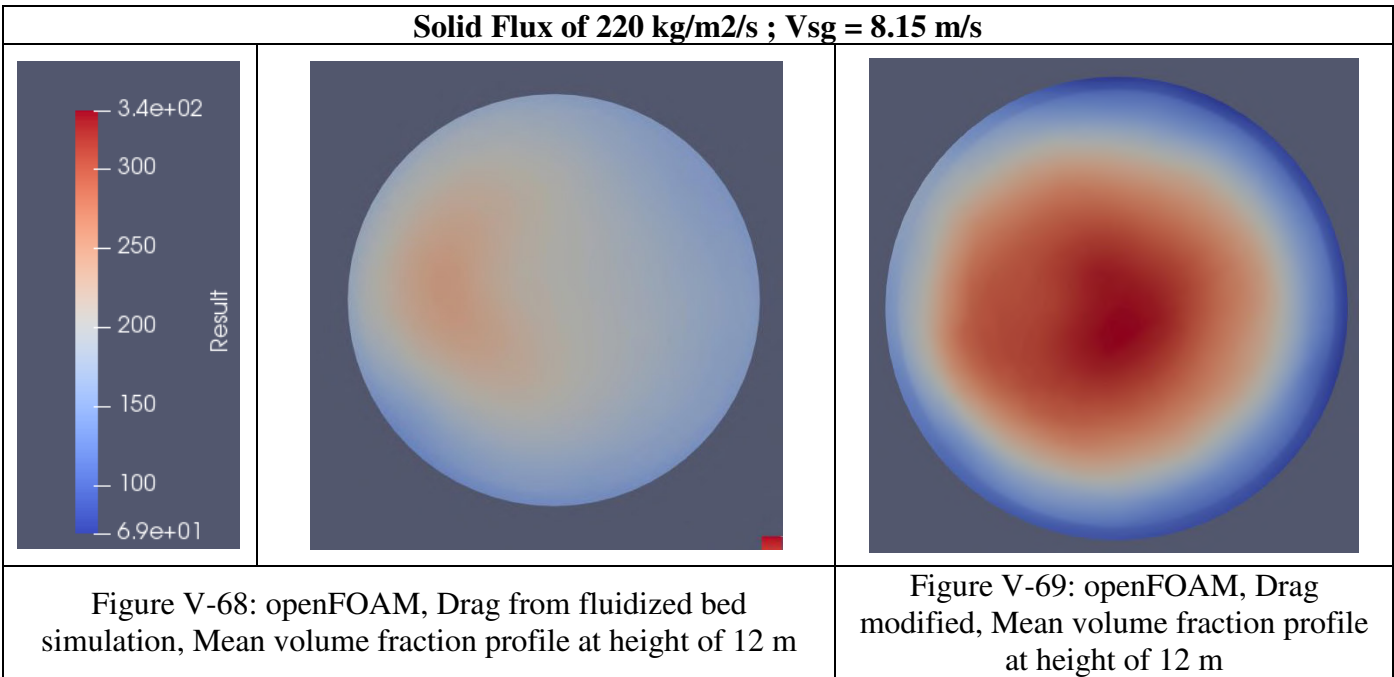 Solid Flux of 220 kg/m2/s ; Vsg = 8.15 m/s
3.4e+02
300
250
200
150
100
6.9e+01
Result
Figure V-68: openFOAM, Drag from fluidized bed
simulation, Mean volume fraction profile at height of 12 m
Figure V-69: openFOAM, Drag
modified, Mean volume fraction profile
at height of 12 m